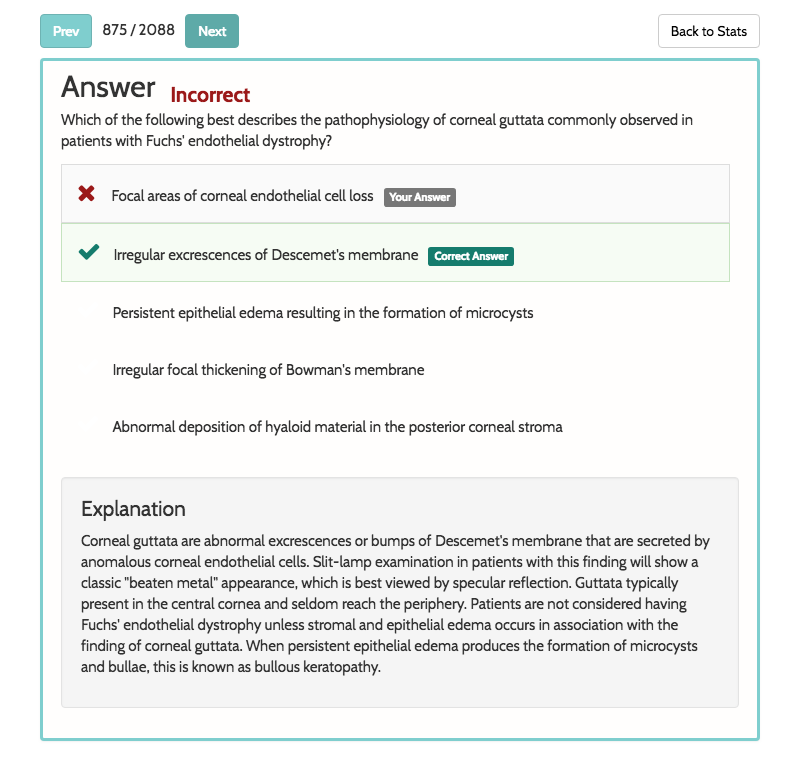 Prev 875 / 2088 Next Back to Stats
Answer Incorrect
Which of the following best describes the pathophysiology of corneal guttata commonly observed in
patients with Fuchs' endothelial dystrophy?
Focal areas of corneal endothelial cell loss Your Answer
Irregular excrescences of Descemet's membrane Correct Answer
Persistent epithelial edema resulting in the formation of microcysts
Irregular focal thickening of Bowman's membrane
Abnormal deposition of hyaloid material in the posterior corneal stroma
Explanation
Corneal guttata are abnormal excrescences or bumps of Descemet's membrane that are secreted by
anomalous corneal endothelial cells. Slit-lamp examination in patients with this finding will show a
classic "beaten metal" appearance, which is best viewed by specular reflection. Guttata typically
present in the central cornea and seldom reach the periphery. Patients are not considered having
Fuchs' endothelial dystrophy unless stromal and epithelial edema occurs in association with the
finding of corneal guttata. When persistent epithelial edema produces the formation of microcysts
and bullae, this is known as bullous keratopathy.